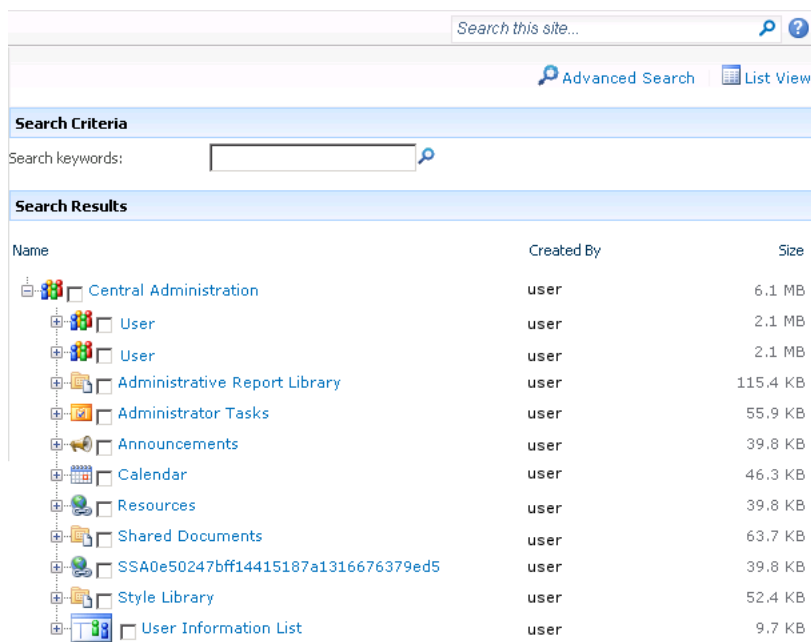 Search this site...
Advanced Search List View
Search Criteria
Search keywords:
Search Results
Name Created By Size
Central Administration user 6.1 MB
User user 2.1 MB
User user 2.1 MB
Administrative Report Library user 115.4 KB
Administrator Tasks user 55.9 KB
Announcements user 39.8 KB
Calendar user 46.3 KB
Resources user 39.8 KB
Shared Documents user 63.7 KB
SSA0e50247bff14415187a1316676379ed5 user 39.8 KB
Style Library user 52.4 KB
User Information List user 9.7 KB